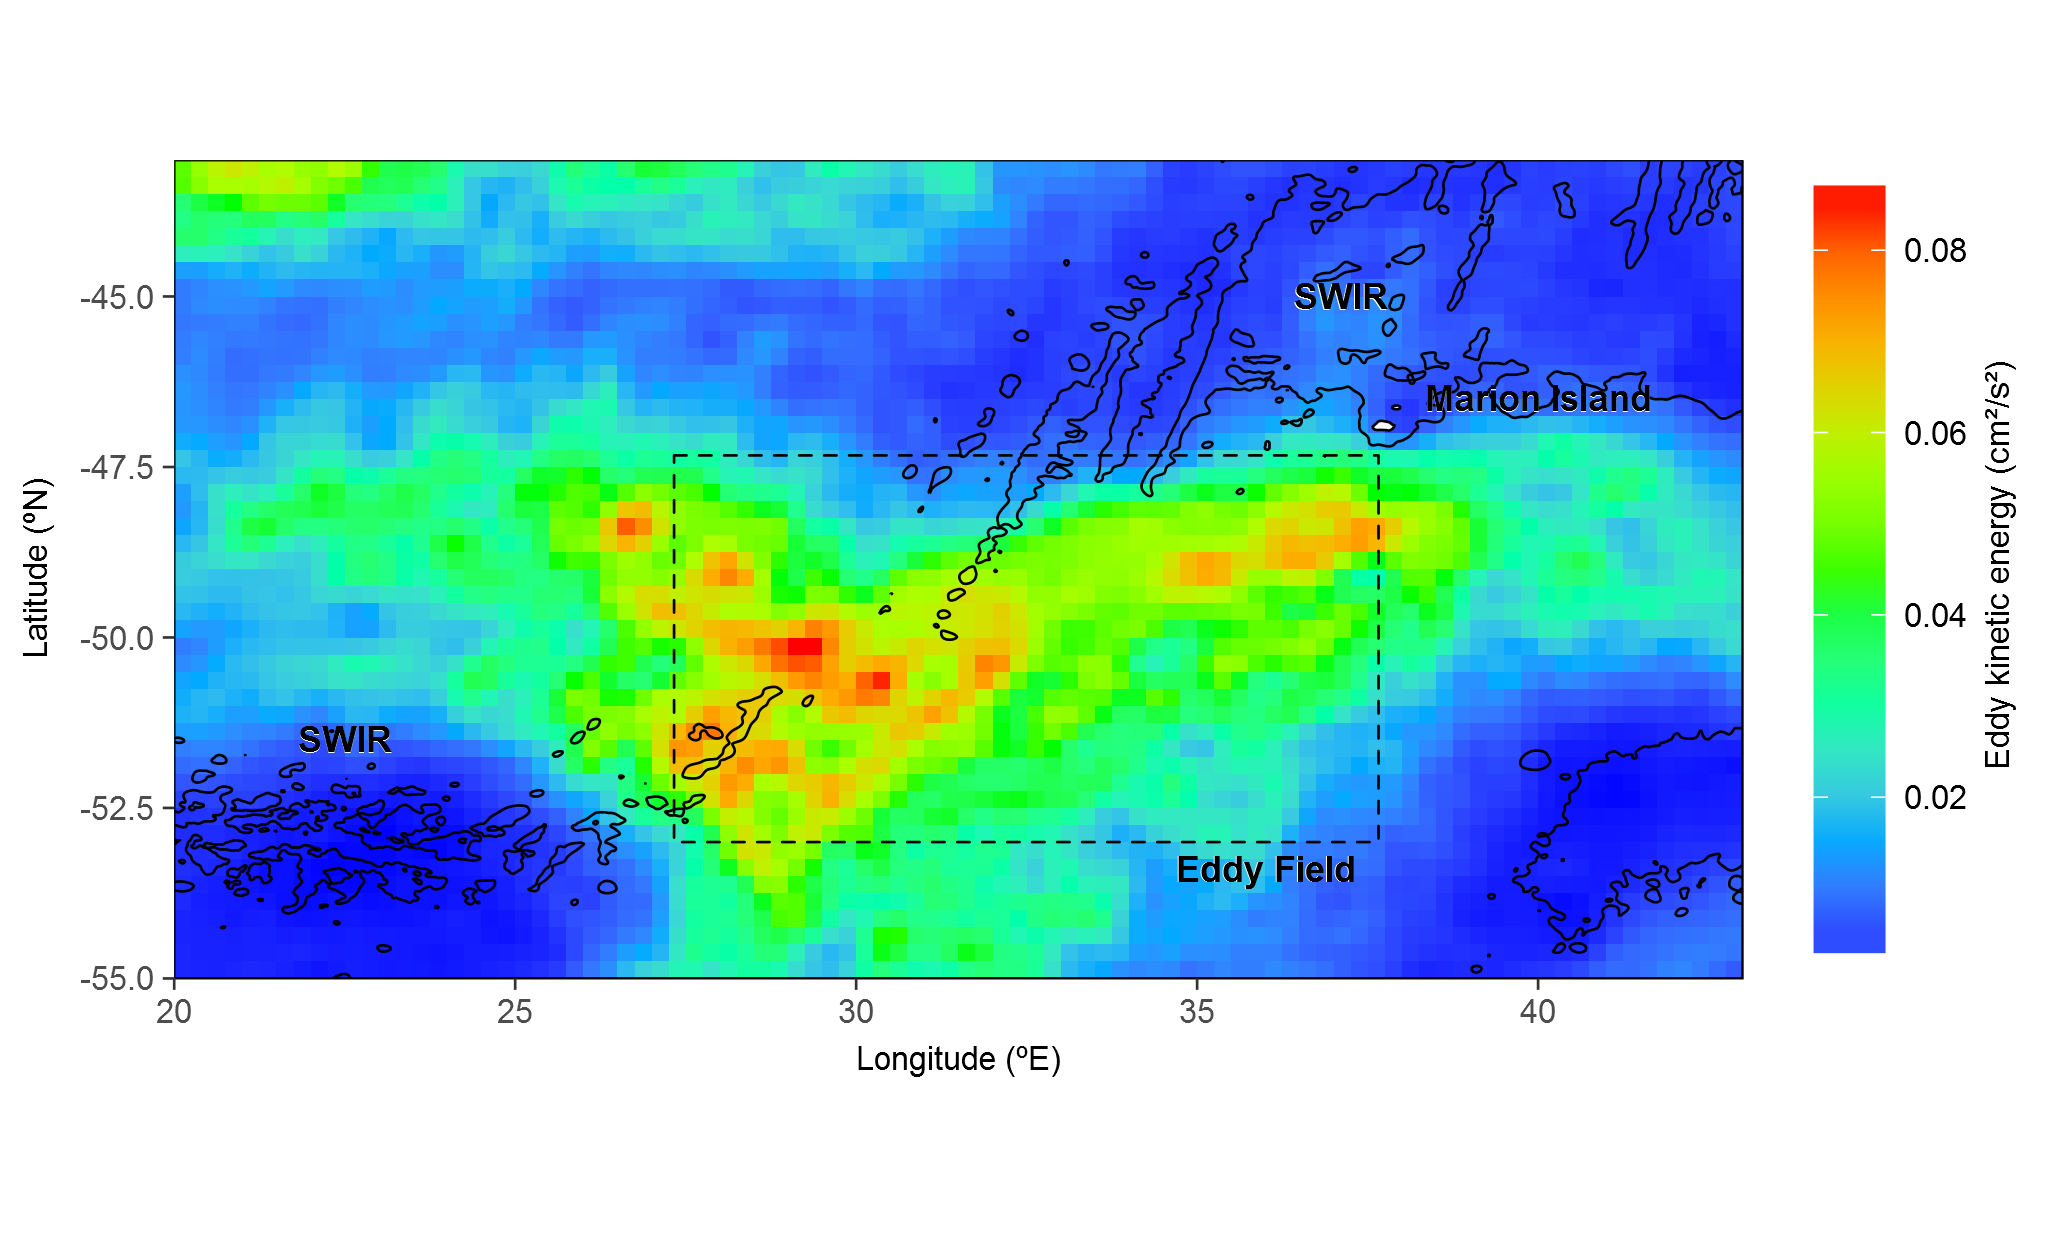 -45.0
-47.5
-50.0
-52.5
-55.0
20
25
30
35
40
Latitude (ºN)
Longitude (ºE)
SWIR
Marion Island
SWIR
Eddy Field
0.08
0.06
0.04
0.02
Eddy kinetic energy (cm²/s²)